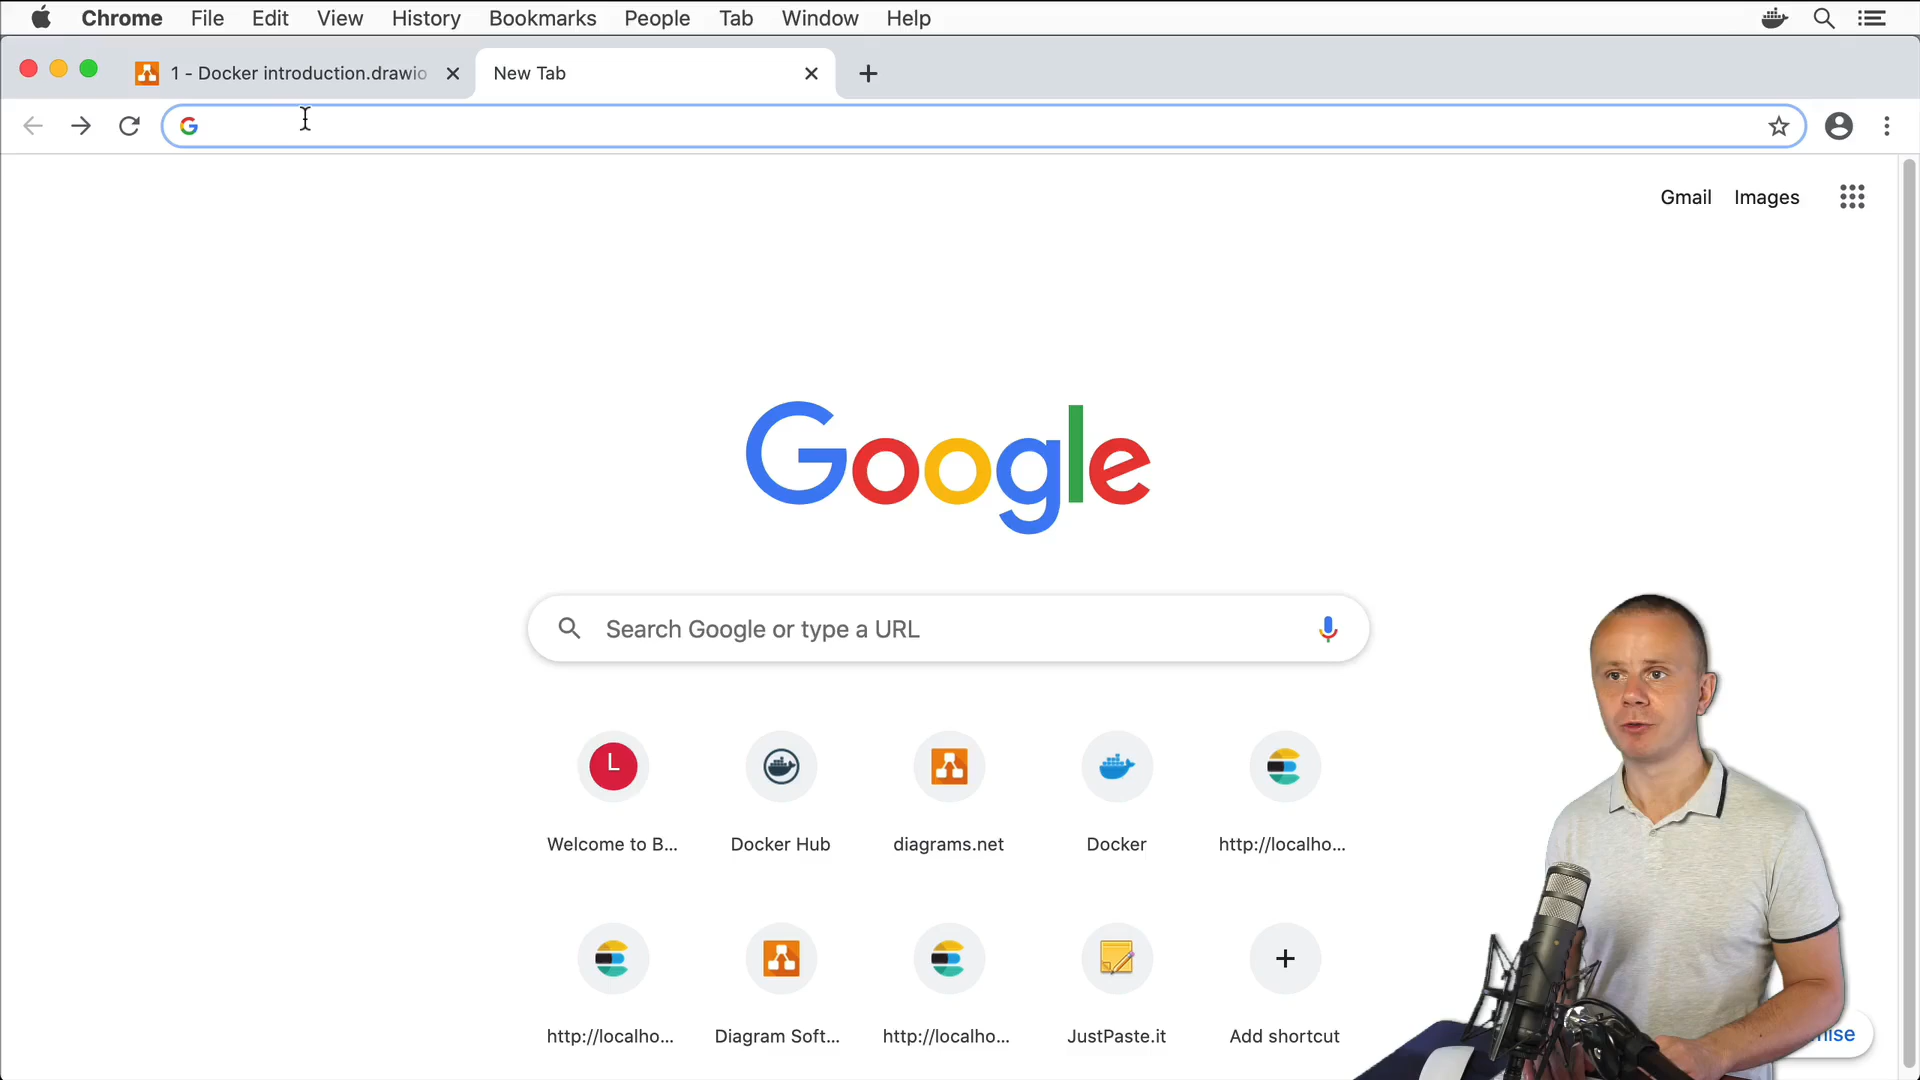 Chrome File Edit View History Bookmarks People Tab Window Help
1 - Docker introduction.drawio
New Tab
Gmail Images
Google
Search Google or type a URL
L
Welcome to B... Docker Hub diagrams.net Docker http://localho...
http://localho... Diagram Soft... http://localho... JustPaste.it Add shortcut